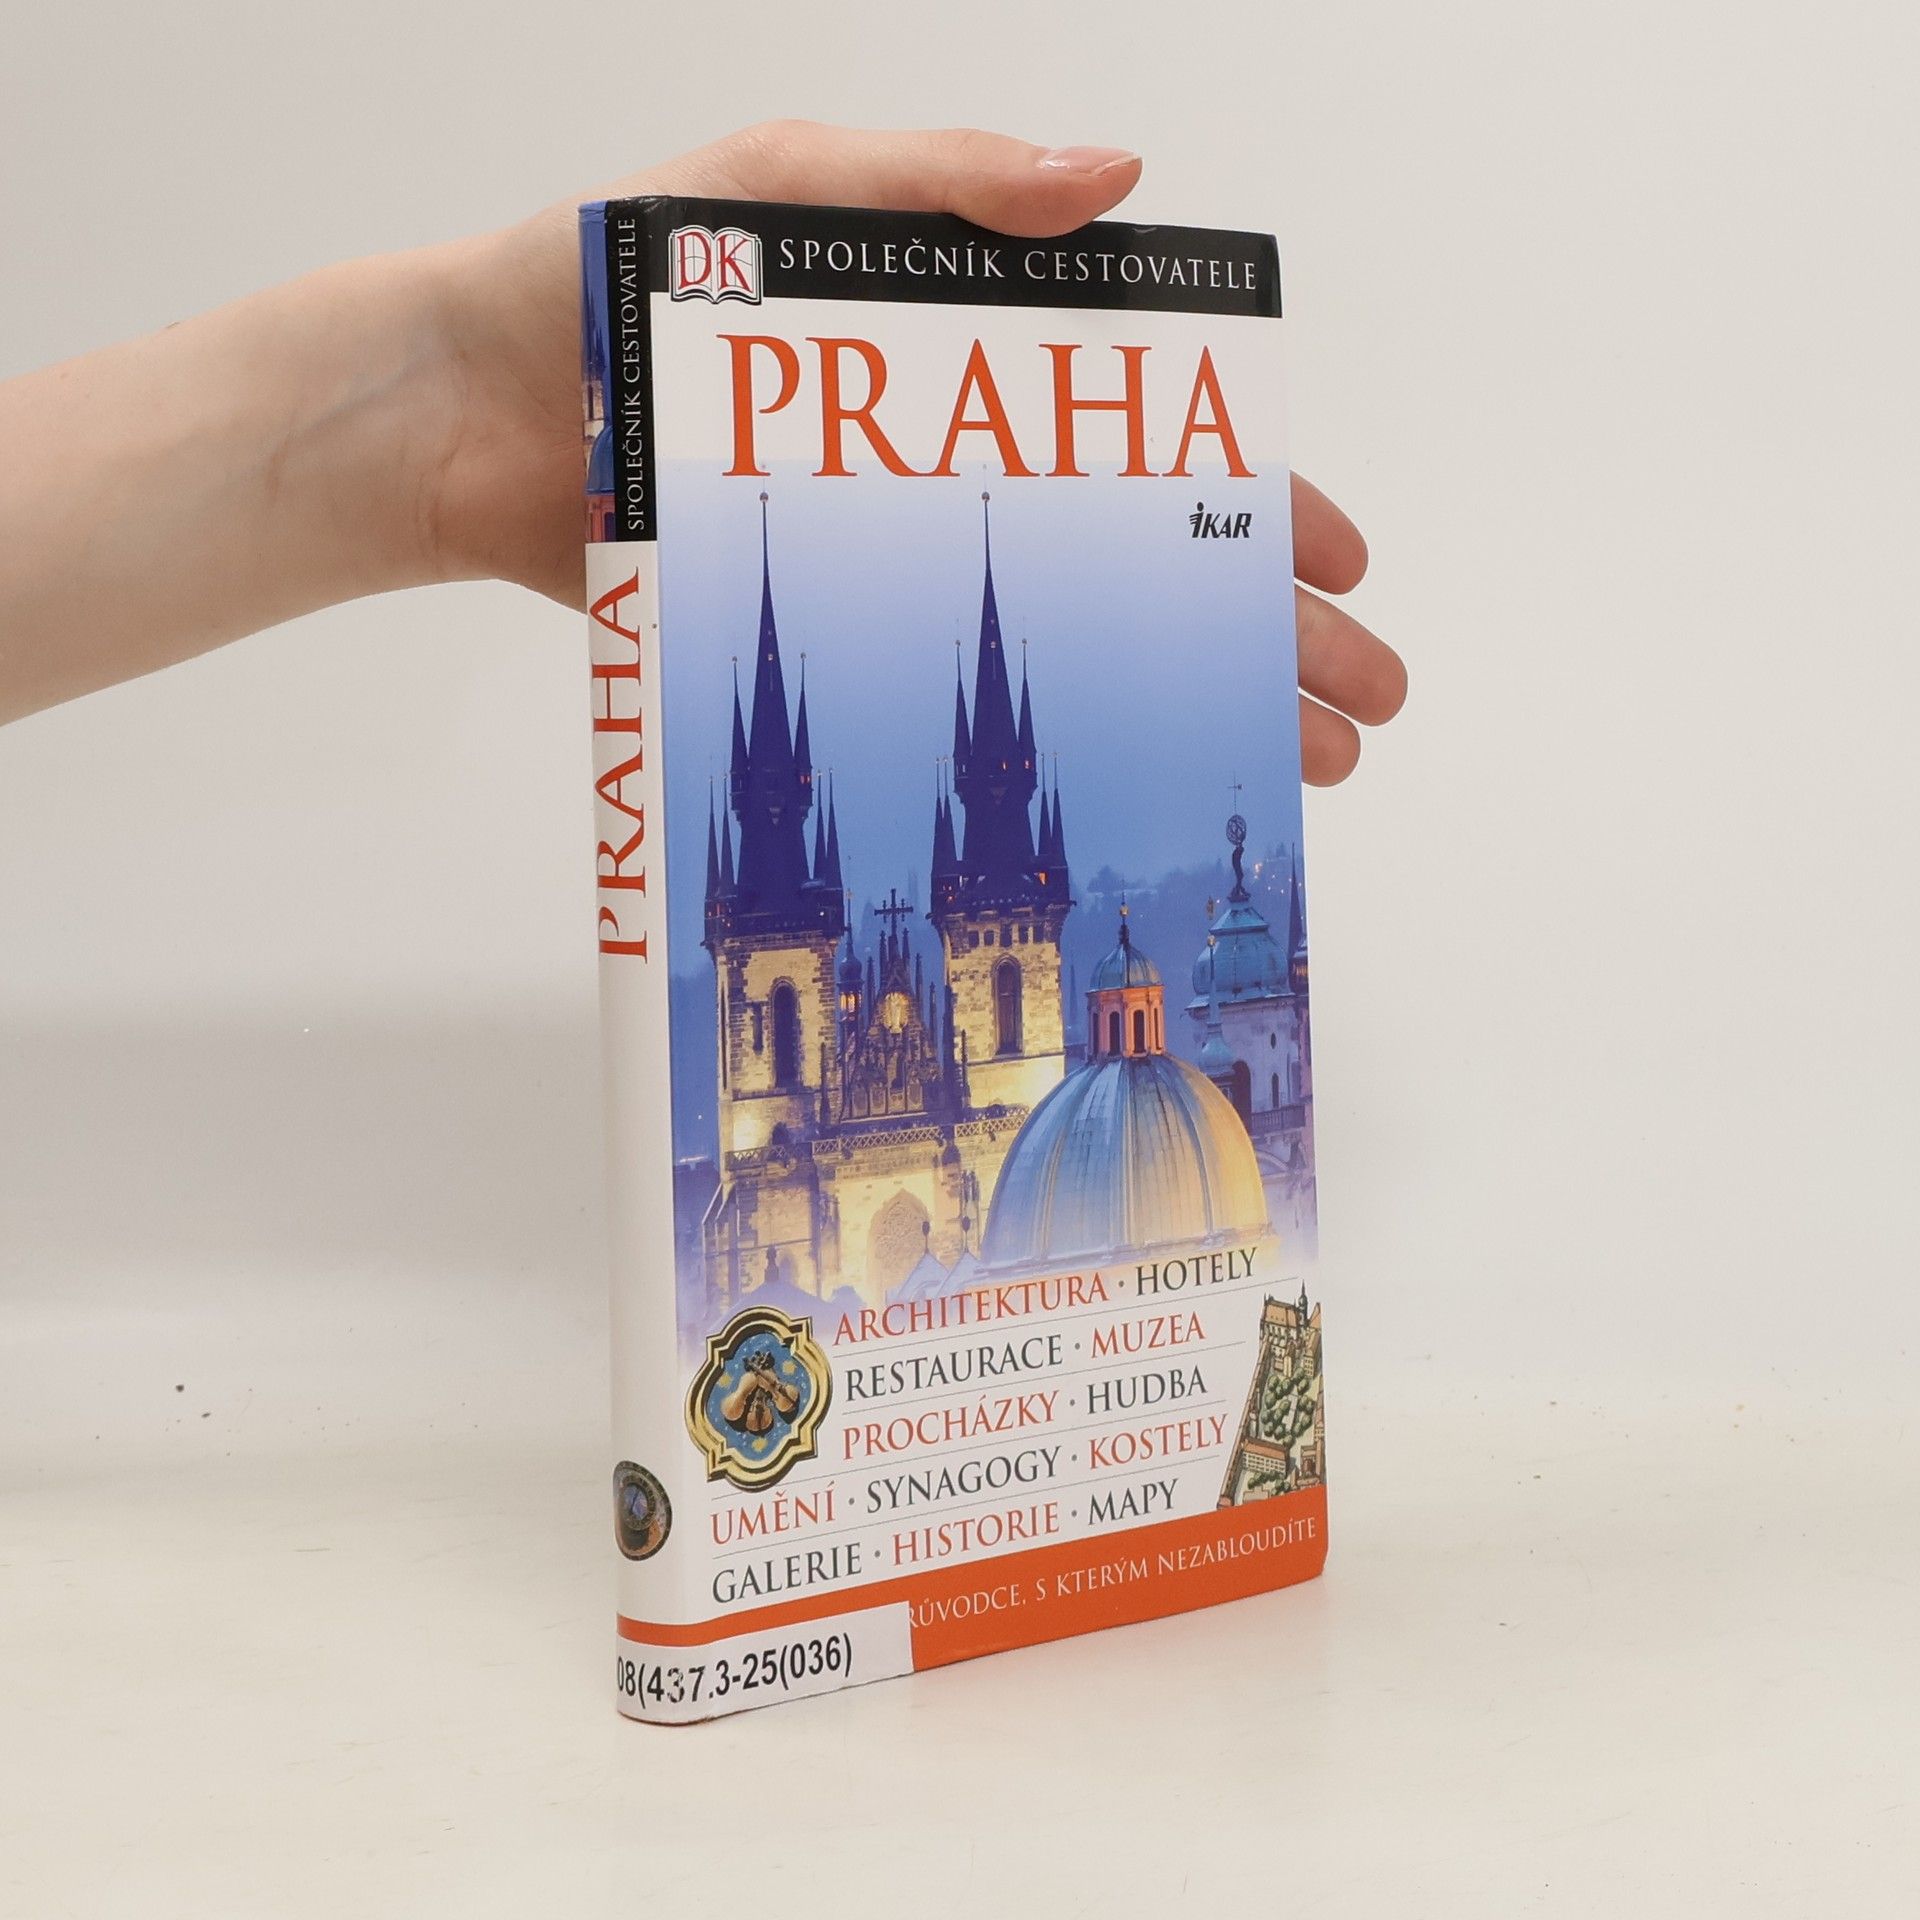 DK SPOLEČNÍK CESTOVATELE
PRAHA
iKAR
ARCHITEKTURA · HOTELY
RESTAURACE · MUZEA
PROCHÁZKY · HUDBA
UMĚNÍ · SYNAGOGY · KOSTELY
GALERIE · HISTORIE · MAPY
RŮVODCE, S KTERÝM NEZABLOUDÍTE
SPOLEČNÍK CESTOVATELE
PRAHA
08(437.3-25(036)